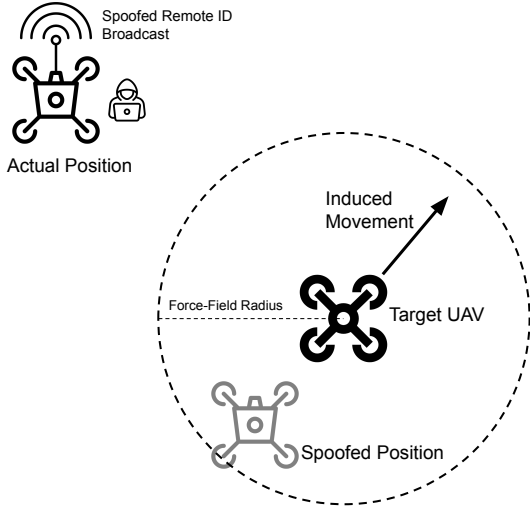 Spoofed Remote ID
Broadcast
Actual Position
Induced
Movement
Force-Field Radius
Target UAV
Spoofed Position